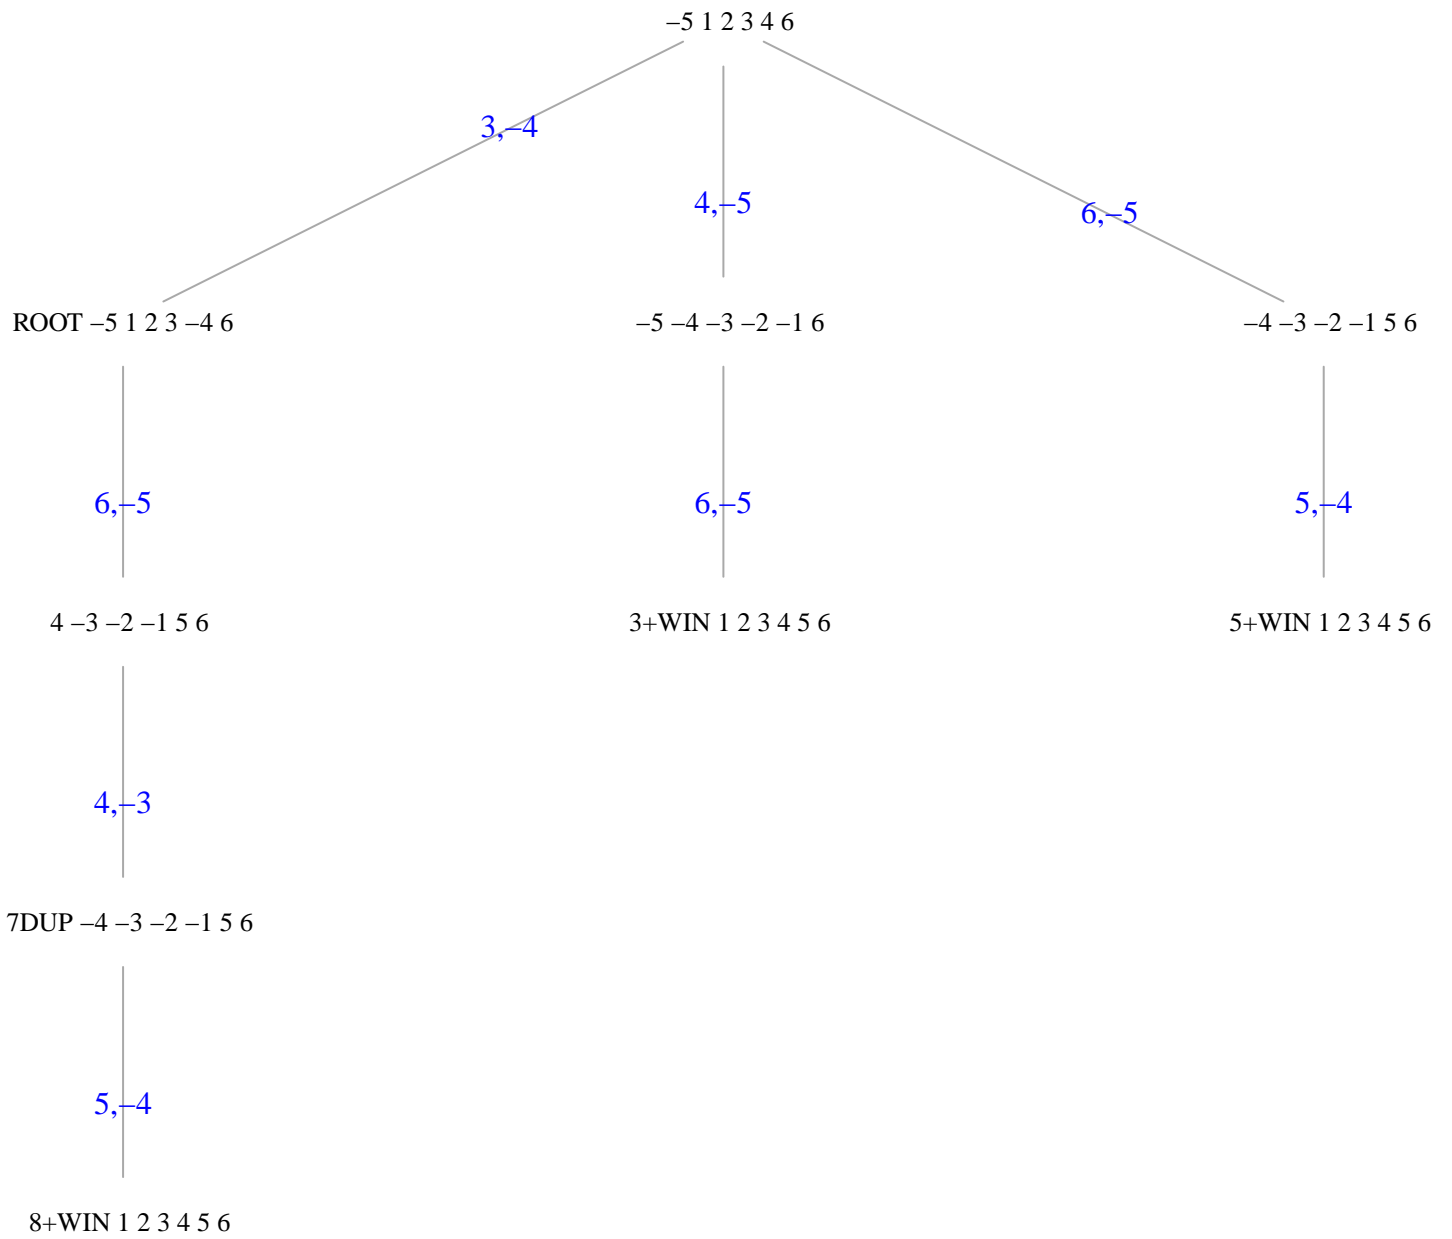 –5 1 2 3 4 6
3,–4
4,–5
6,–5
ROOT –5 1 2 3 –4 6
–5 –4 –3 –2 –1 6
–4 –3 –2 –1 5 6
6,–5
6,–5
5,–4
4 –3 –2 –1 5 6
3+WIN 1 2 3 4 5 6
5+WIN 1 2 3 4 5 6
4,–3
7DUP –4 –3 –2 –1 5 6
5,–4
8+WIN 1 2 3 4 5 6